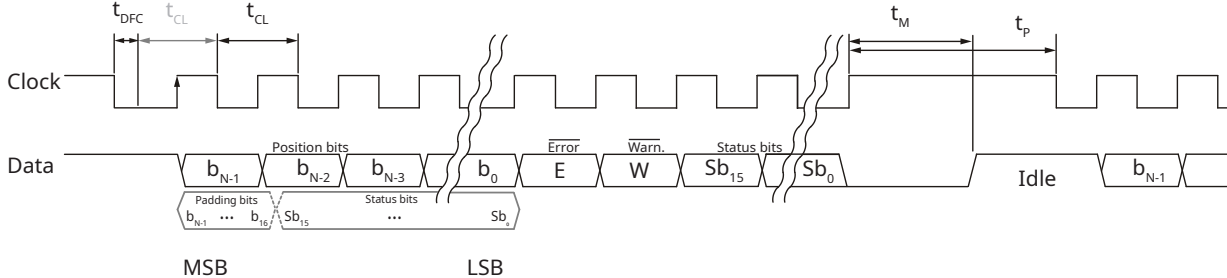 tDFC tCL tCL tM tP
Clock
Position bits Error Warn. Status bits
Data bN-1 bN-2 bN-3 b0 E W Sb15 Sb0 Idle bN-1
Padding bits Status bits
bN-1 ••• b16 Sb15 ••• Sb0
MSB LSB